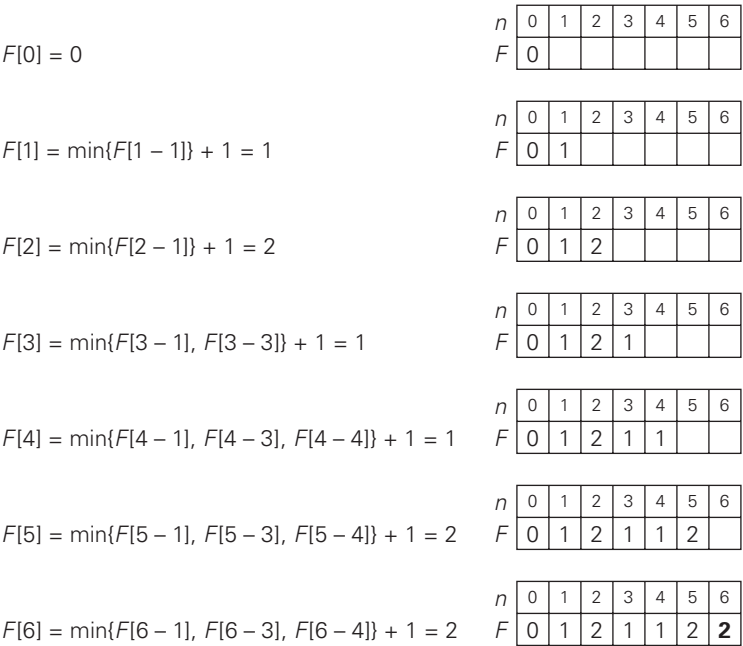 n 0 1 2 3 4 5 6
F[0] = 0 F 0
n 0 1 2 3 4 5 6
F[1] = min{F[1 – 1]} + 1 = 1 F 0 1
n 0 1 2 3 4 5 6
F[2] = min{F[2 – 1]} + 1 = 2 F 0 1 2
n 0 1 2 3 4 5 6
F[3] = min{F[3 – 1], F[3 – 3]} + 1 = 1 F 0 1 2 1
n 0 1 2 3 4 5 6
F[4] = min{F[4 – 1], F[4 – 3], F[4 – 4]} + 1 = 1 F 0 1 2 1 1
n 0 1 2 3 4 5 6
F[5] = min{F[5 – 1], F[5 – 3], F[5 – 4]} + 1 = 2 F 0 1 2 1 1 2
n 0 1 2 3 4 5 6
F[6] = min{F[6 – 1], F[6 – 3], F[6 – 4]} + 1 = 2 F 0 1 2 1 1 2 2